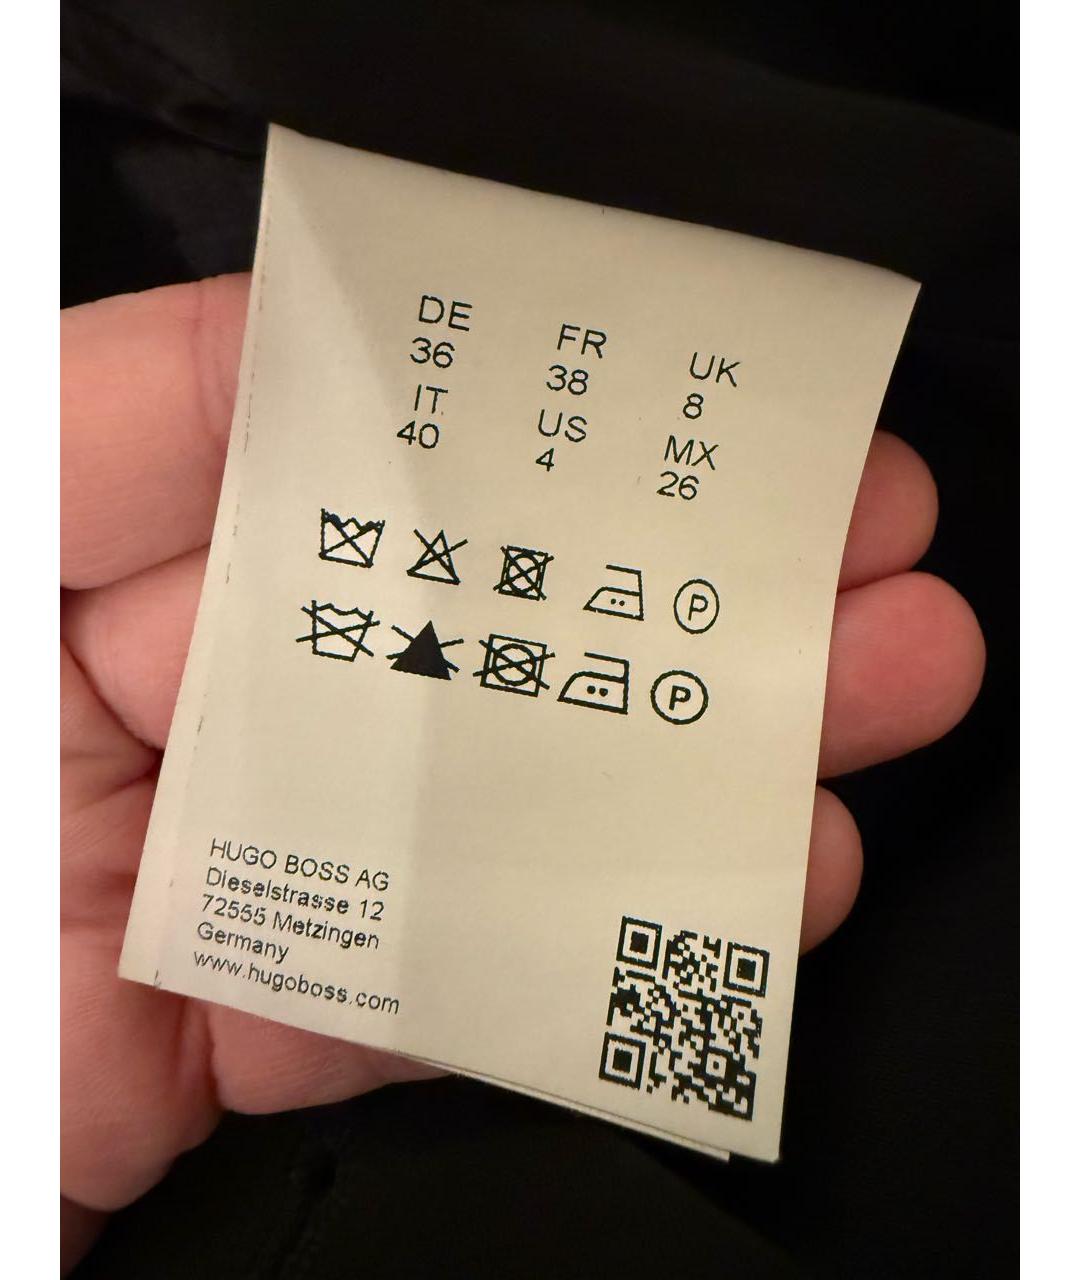 DE FR UK
36 38 8
IT US MX
40 4 26
P
P
HUGO BOSS AG
Dieselstrasse 12
72555 Metzingen
Germany
www.hugoboss.com